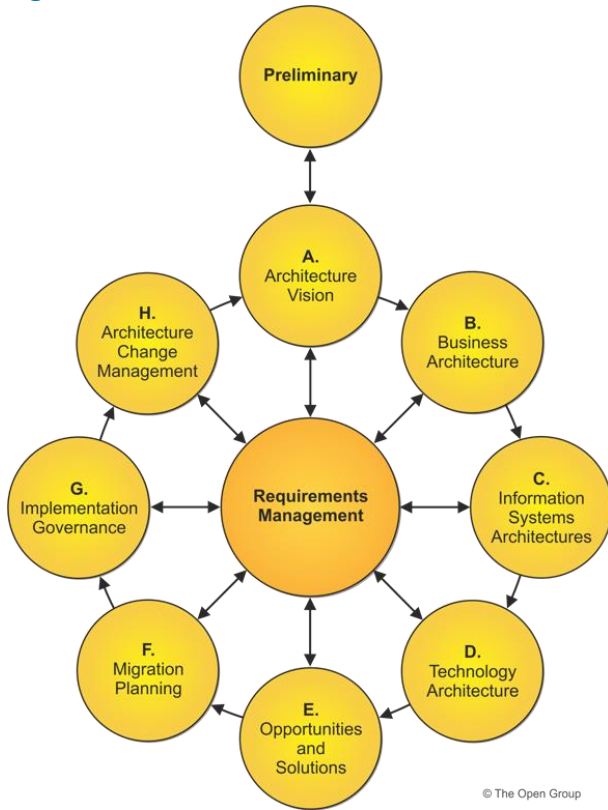 Preliminary
A.
Architecture
Vision
B.
Business
Architecture
C.
Information
Systems
Architectures
D.
Technology
Architecture
E.
Opportunities
and
Solutions
F.
Migration
Planning
G.
Implementation
Governance
H.
Architecture
Change
Management
Requirements
Management
© The Open Group